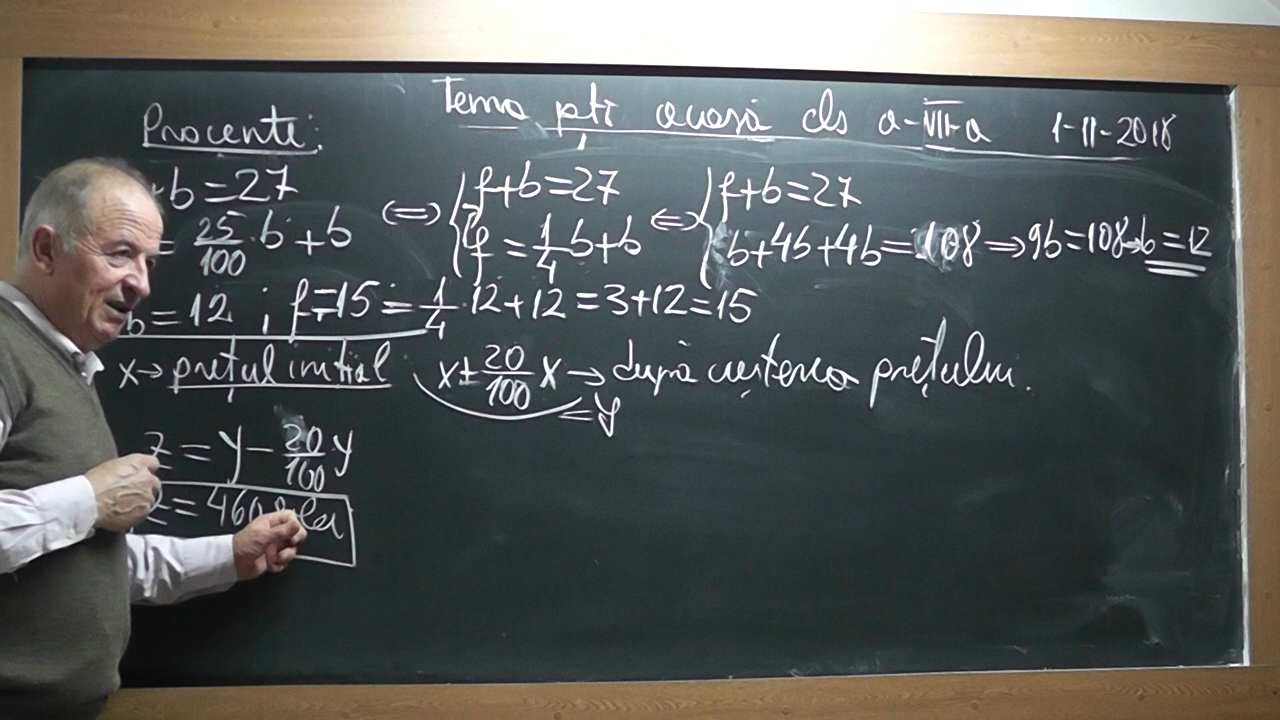 Tema ptr acasă cls a-VII-a 1-11-2018
Procente:
+b=27 ⇔ { f+b=27 ⇔ { f+b=27
= 25/100 · b + b f = 1/4 b + b b+4b+4b=108 ⇒ 9b=108 ⇒ b=12
b=12 ; f=15 = 1/4 · 12+12=3+12=15
x → prețul inițial x+ 20/100 x → după creșterea prețului.
= y
z = y − 20/100 y
z = 460 lei